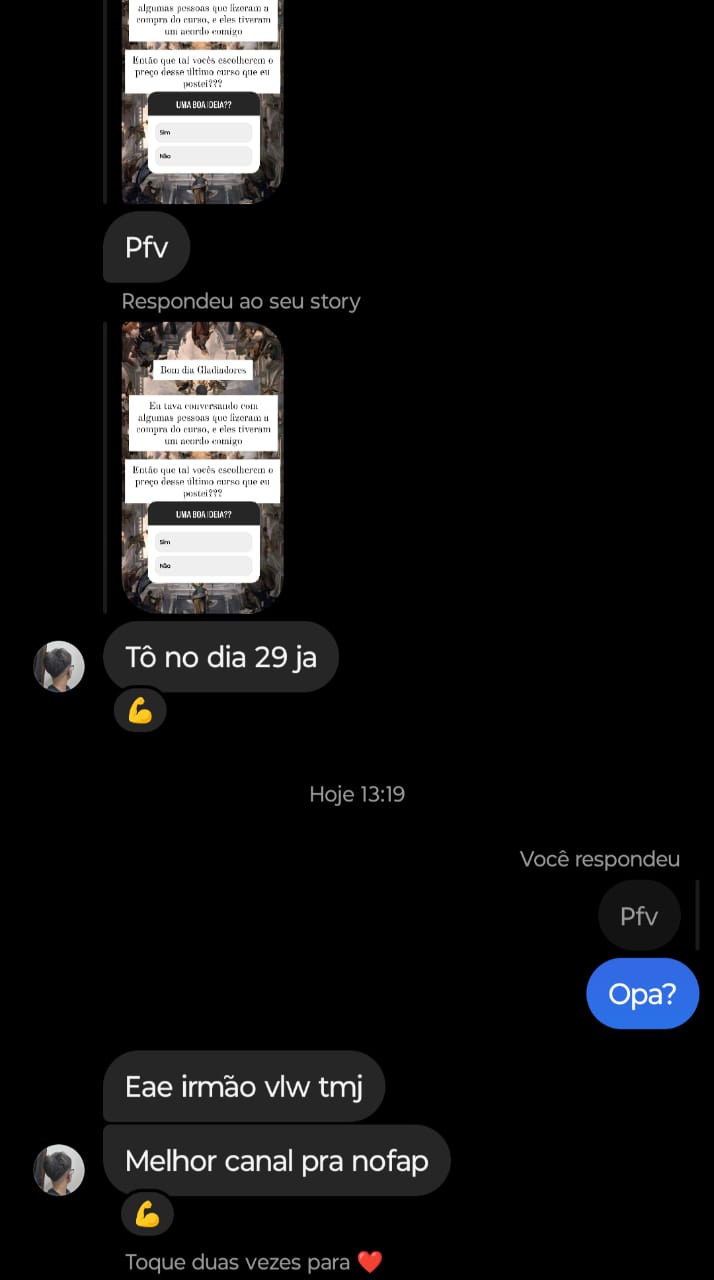 algumas pessoas que fizeram a
compra do curso, e eles tiveram
um acordo comigo
Então que tal vocês escolherem o
preço desse último curso que eu
postei???
UMA BOA IDEIA??
Sim
Não
Pfv
Respondeu ao seu story
Bom dia Gladiadores
Eu tava conversando com
algumas pessoas que fizeram a
compra do curso, e eles tiveram
um acordo comigo
Então que tal vocês escolherem o
preço desse último curso que eu
postei???
UMA BOA IDEIA??
Sim
Não
Tô no dia 29 ja
💪
Hoje 13:19
Você respondeu
Pfv
Opa?
Eae irmão vlw tmj
Melhor canal pra nofap
💪
Toque duas vezes para ❤️